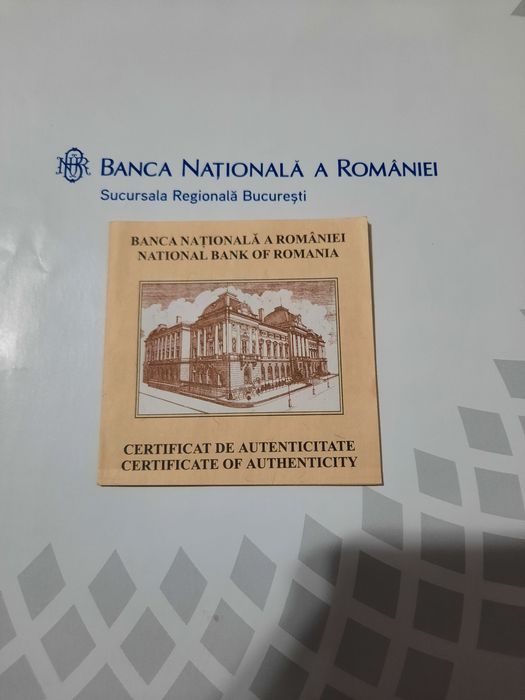 BNR BANCA NAȚIONALĂ A ROMÂNIEI
Sucursala Regională București
BANCA NAȚIONALĂ A ROMÂNIEI
NATIONAL BANK OF ROMANIA
CERTIFICAT DE AUTENTICITATE
CERTIFICATE OF AUTHENTICITY